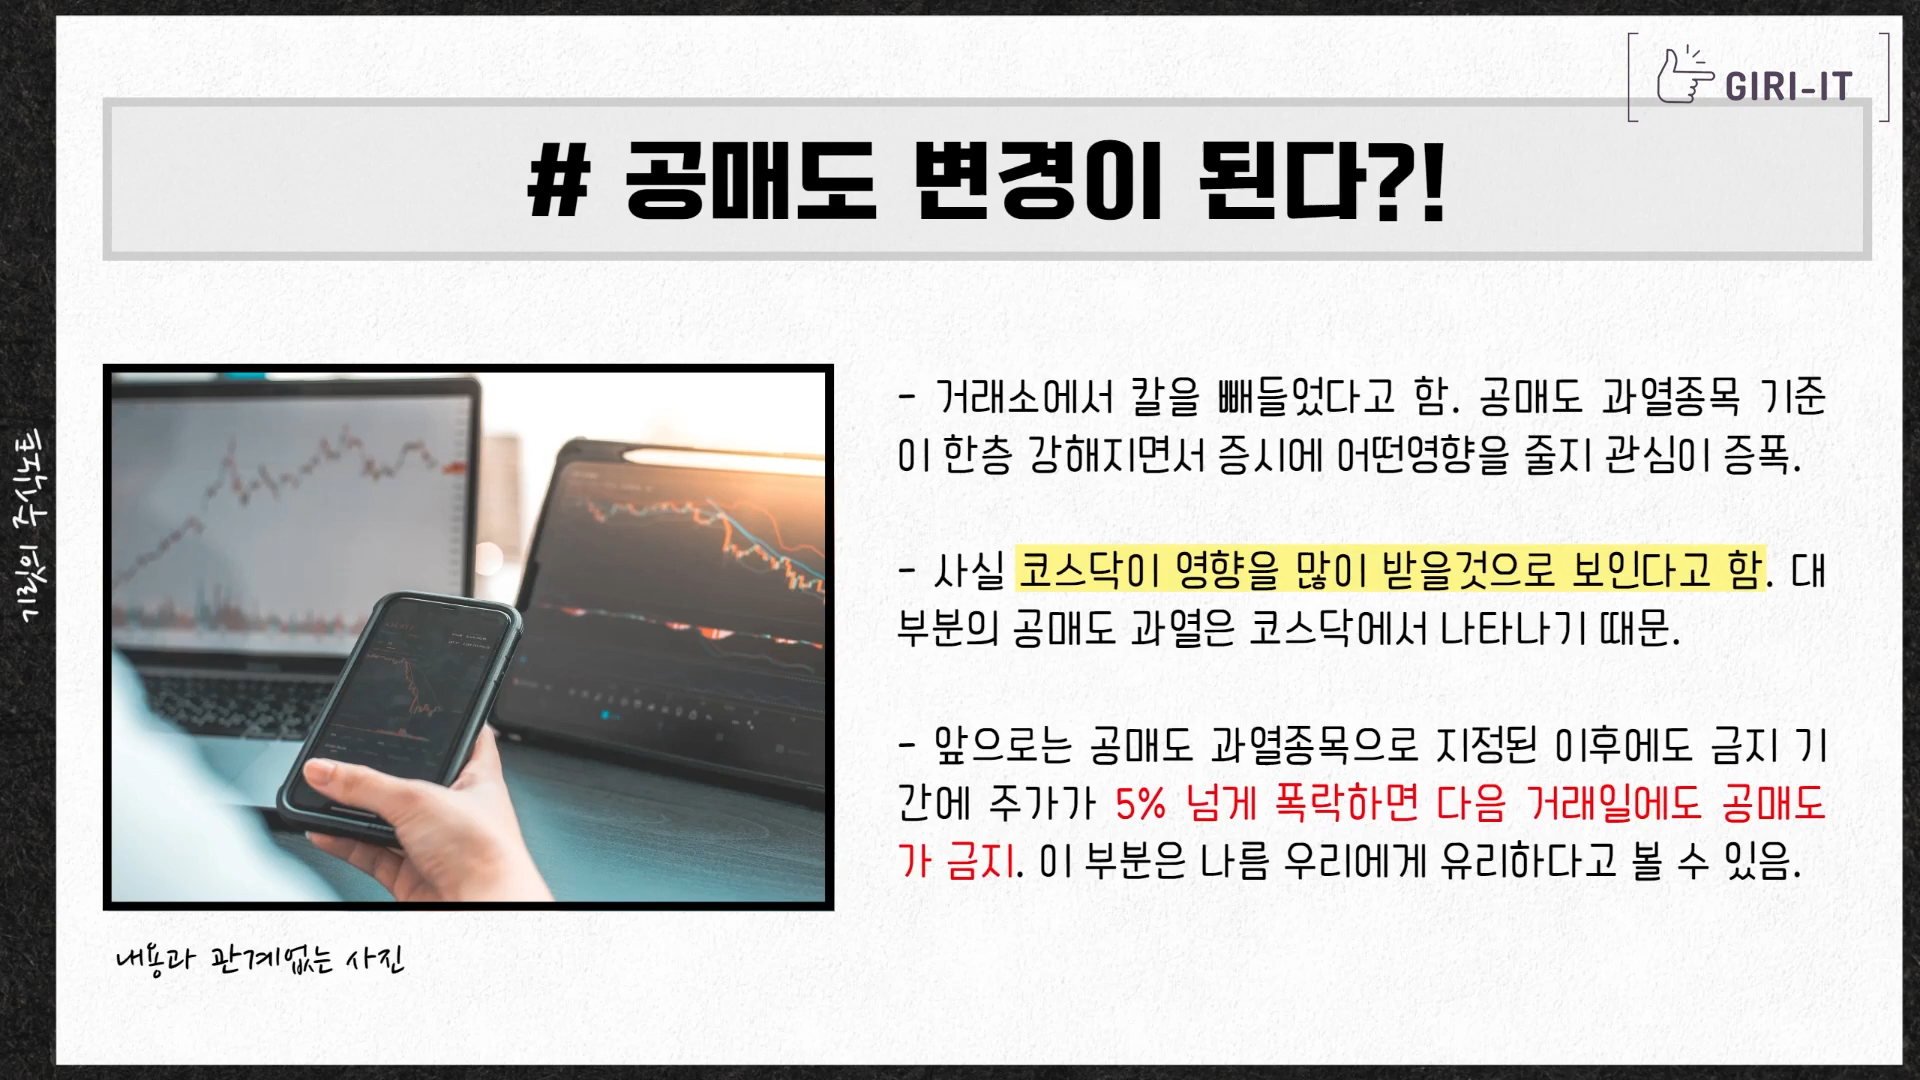 GIRI-IT
# 공매도 변경이 된다?!
기릿의 주식노트
- 거래소에서 칼을 빼들었다고 함. 공매도 과열종목 기준
이 한층 강해지면서 증시에 어떤영향을 줄지 관심이 증폭.
- 사실 코스닥이 영향을 많이 받을것으로 보인다고 함. 대
부분의 공매도 과열은 코스닥에서 나타나기 때문.
- 앞으로는 공매도 과열종목으로 지정된 이후에도 금지 기
간에 주가가 5% 넘게 폭락하면 다음 거래일에도 공매도
가 금지. 이 부분은 나름 우리에게 유리하다고 볼 수 있음.
내용과 관계없는 사진